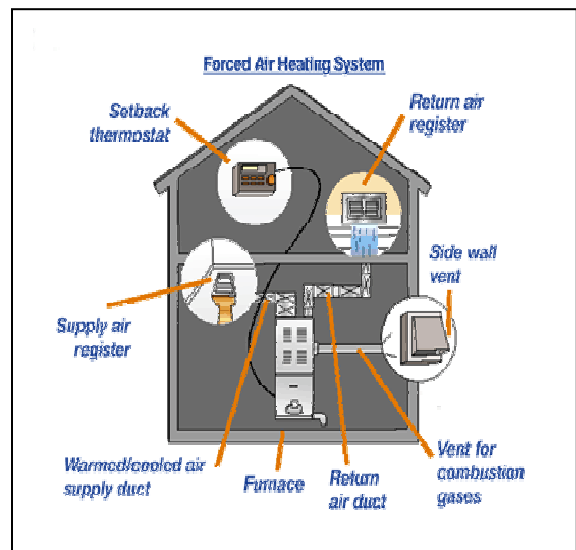 Forced Air Heating System
Setback
thermostat
Return air
register
Side wall
vent
Supply air
register
Warmed/cooled air
supply duct
Furnace
Return
air duct
Vent for
combustion
gases